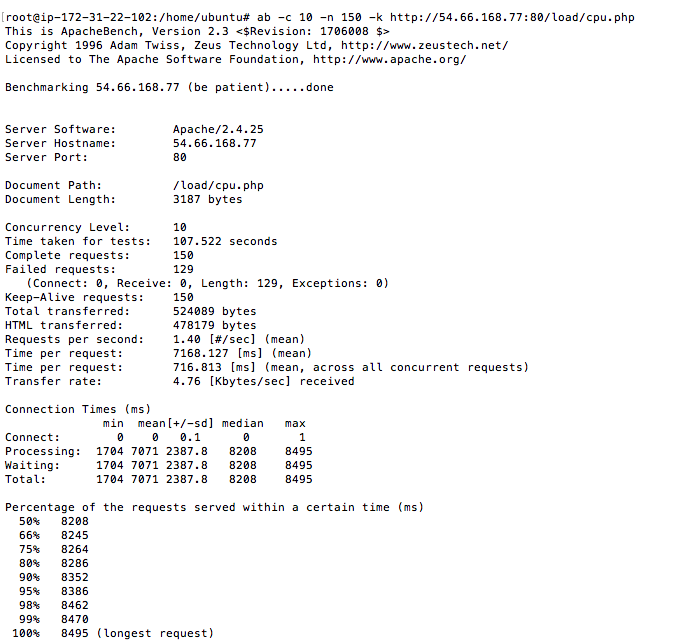 [root@ip-172-31-22-102:/home/ubuntu# ab -c 10 -n 150 -k http://54.66.168.77:80/load/cpu.php
This is ApacheBench, Version 2.3 <$Revision: 1706008 $>
Copyright 1996 Adam Twiss, Zeus Technology Ltd, http://www.zeustech.net/
Licensed to The Apache Software Foundation, http://www.apache.org/
Benchmarking 54.66.168.77 (be patient).....done
Server Software:        Apache/2.4.25
Server Hostname:        54.66.168.77
Server Port:            80
Document Path:          /load/cpu.php
Document Length:        3187 bytes
Concurrency Level:      10
Time taken for tests:   107.522 seconds
Complete requests:      150
Failed requests:        129
   (Connect: 0, Receive: 0, Length: 129, Exceptions: 0)
Keep-Alive requests:    150
Total transferred:      524089 bytes
HTML transferred:       478179 bytes
Requests per second:    1.40 [#/sec] (mean)
Time per request:       7168.127 [ms] (mean)
Time per request:       716.813 [ms] (mean, across all concurrent requests)
Transfer rate:          4.76 [Kbytes/sec] received
Connection Times (ms)
              min  mean[+/-sd] median   max
Connect:        0    0   0.1      0       1
Processing:  1704 7071 2387.8   8208    8495
Waiting:     1704 7071 2387.8   8208    8495
Total:       1704 7071 2387.8   8208    8495
Percentage of the requests served within a certain time (ms)
  50%   8208
  66%   8245
  75%   8264
  80%   8286
  90%   8352
  95%   8386
  98%   8462
  99%   8470
 100%   8495 (longest request)